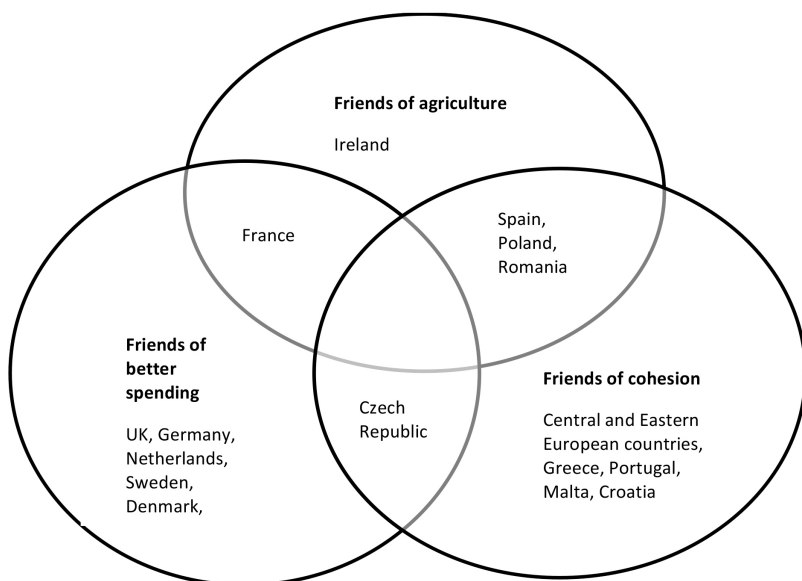 Friends of agriculture
Ireland
France
Spain,
Poland,
Romania
Friends of
better
spending
UK, Germany,
Netherlands,
Sweden,
Denmark,
Czech
Republic
Friends of cohesion
Central and Eastern
European countries,
Greece, Portugal,
Malta, Croatia